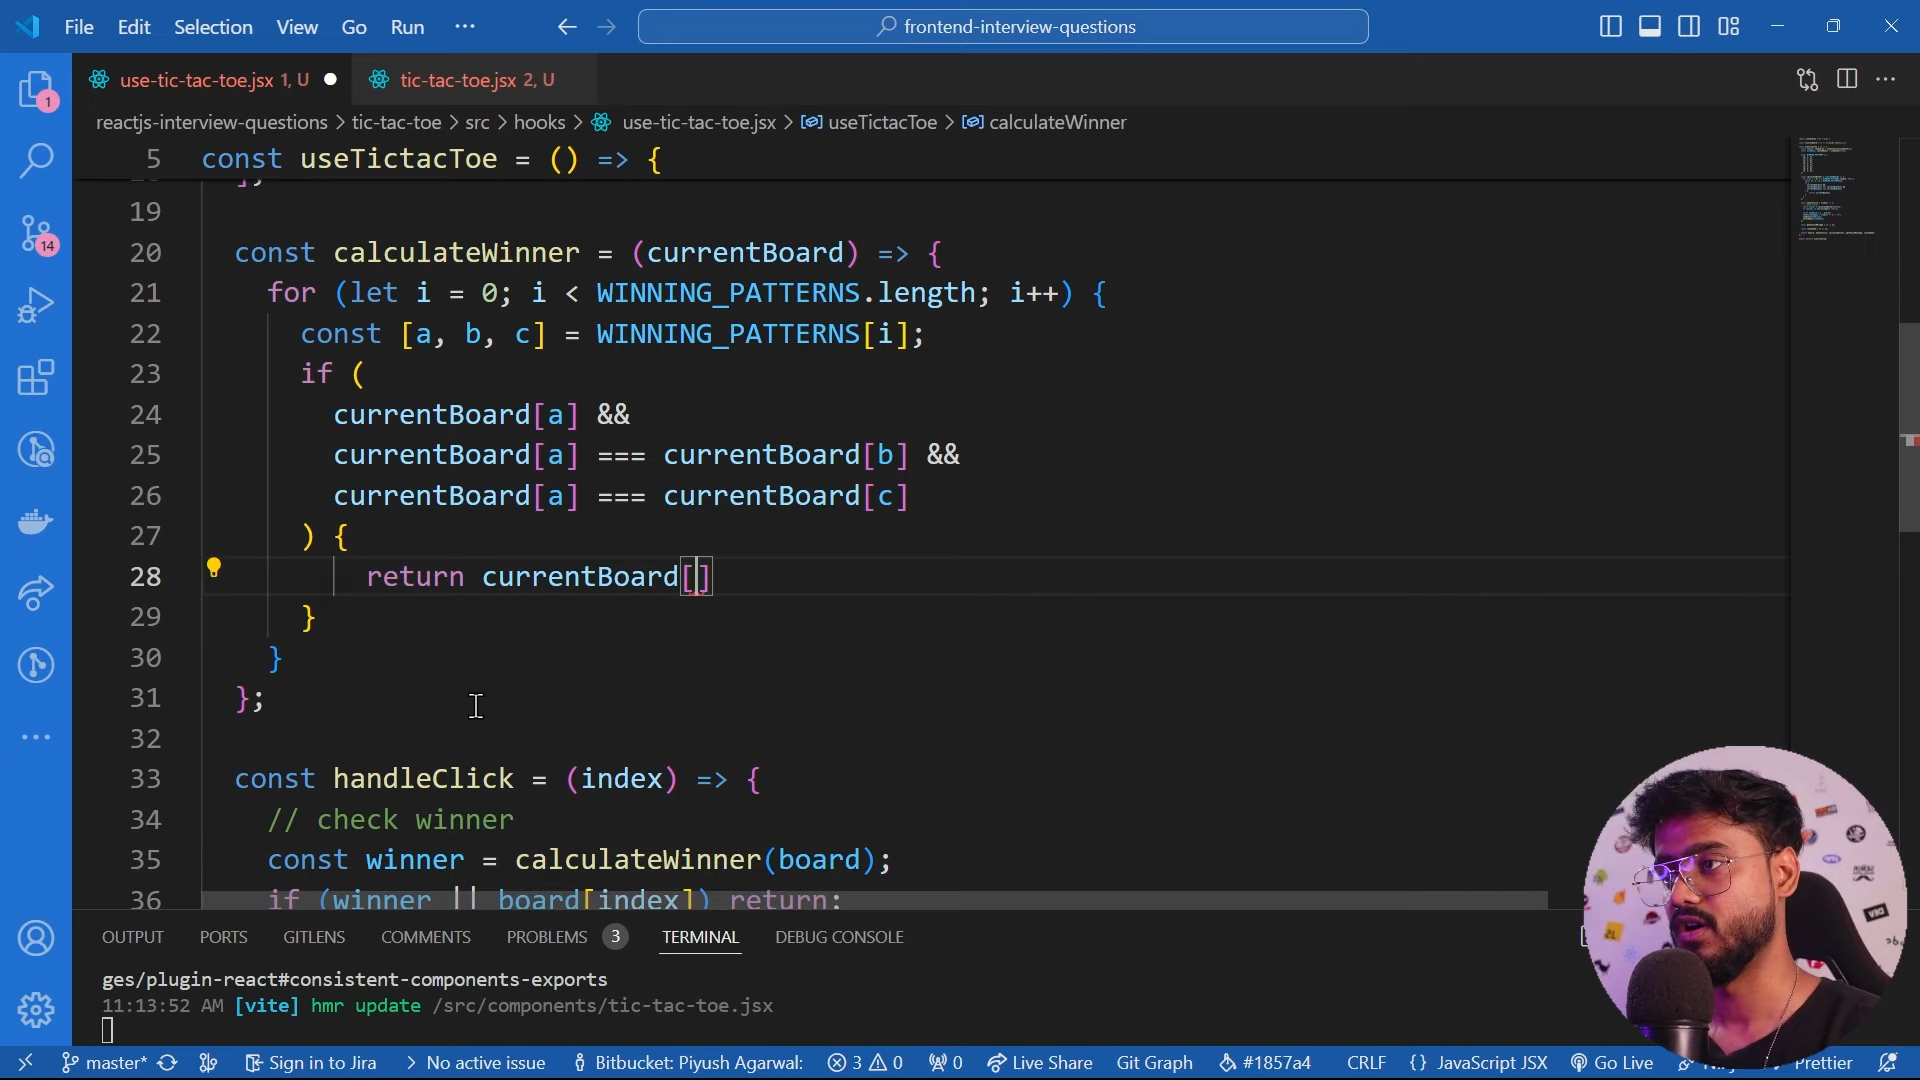 File Edit Selection View Go Run ··· frontend-interview-questions
use-tic-tac-toe.jsx 1, U tic-tac-toe.jsx 2, U
reactjs-interview-questions > tic-tac-toe > src > hooks > use-tic-tac-toe.jsx > useTictacToe > calculateWinner
5 const useTictacToe = () => {
];
19
20 const calculateWinner = (currentBoard) => {
21 for (let i = 0; i < WINNING_PATTERNS.length; i++) {
22 const [a, b, c] = WINNING_PATTERNS[i];
23 if (
24 currentBoard[a] &&
25 currentBoard[a] === currentBoard[b] &&
26 currentBoard[a] === currentBoard[c]
27 ) {
28 return currentBoard[]
29 }
30 }
31 };
32
33 const handleClick = (index) => {
34 // check winner
35 const winner = calculateWinner(board);
36 if (winner || board[index]) return;
1
14
OUTPUT PORTS GITLENS COMMENTS PROBLEMS 3 TERMINAL DEBUG CONSOLE
ges/plugin-react#consistent-components-exports
11:13:52 AM [vite] hmr update /src/components/tic-tac-toe.jsx
master* Sign in to Jira > No active issue Bitbucket: Piyush Agarwal: 3 0 0 Live Share Git Graph #1857a4 CRLF {} JavaScript JSX Go Live Prettier